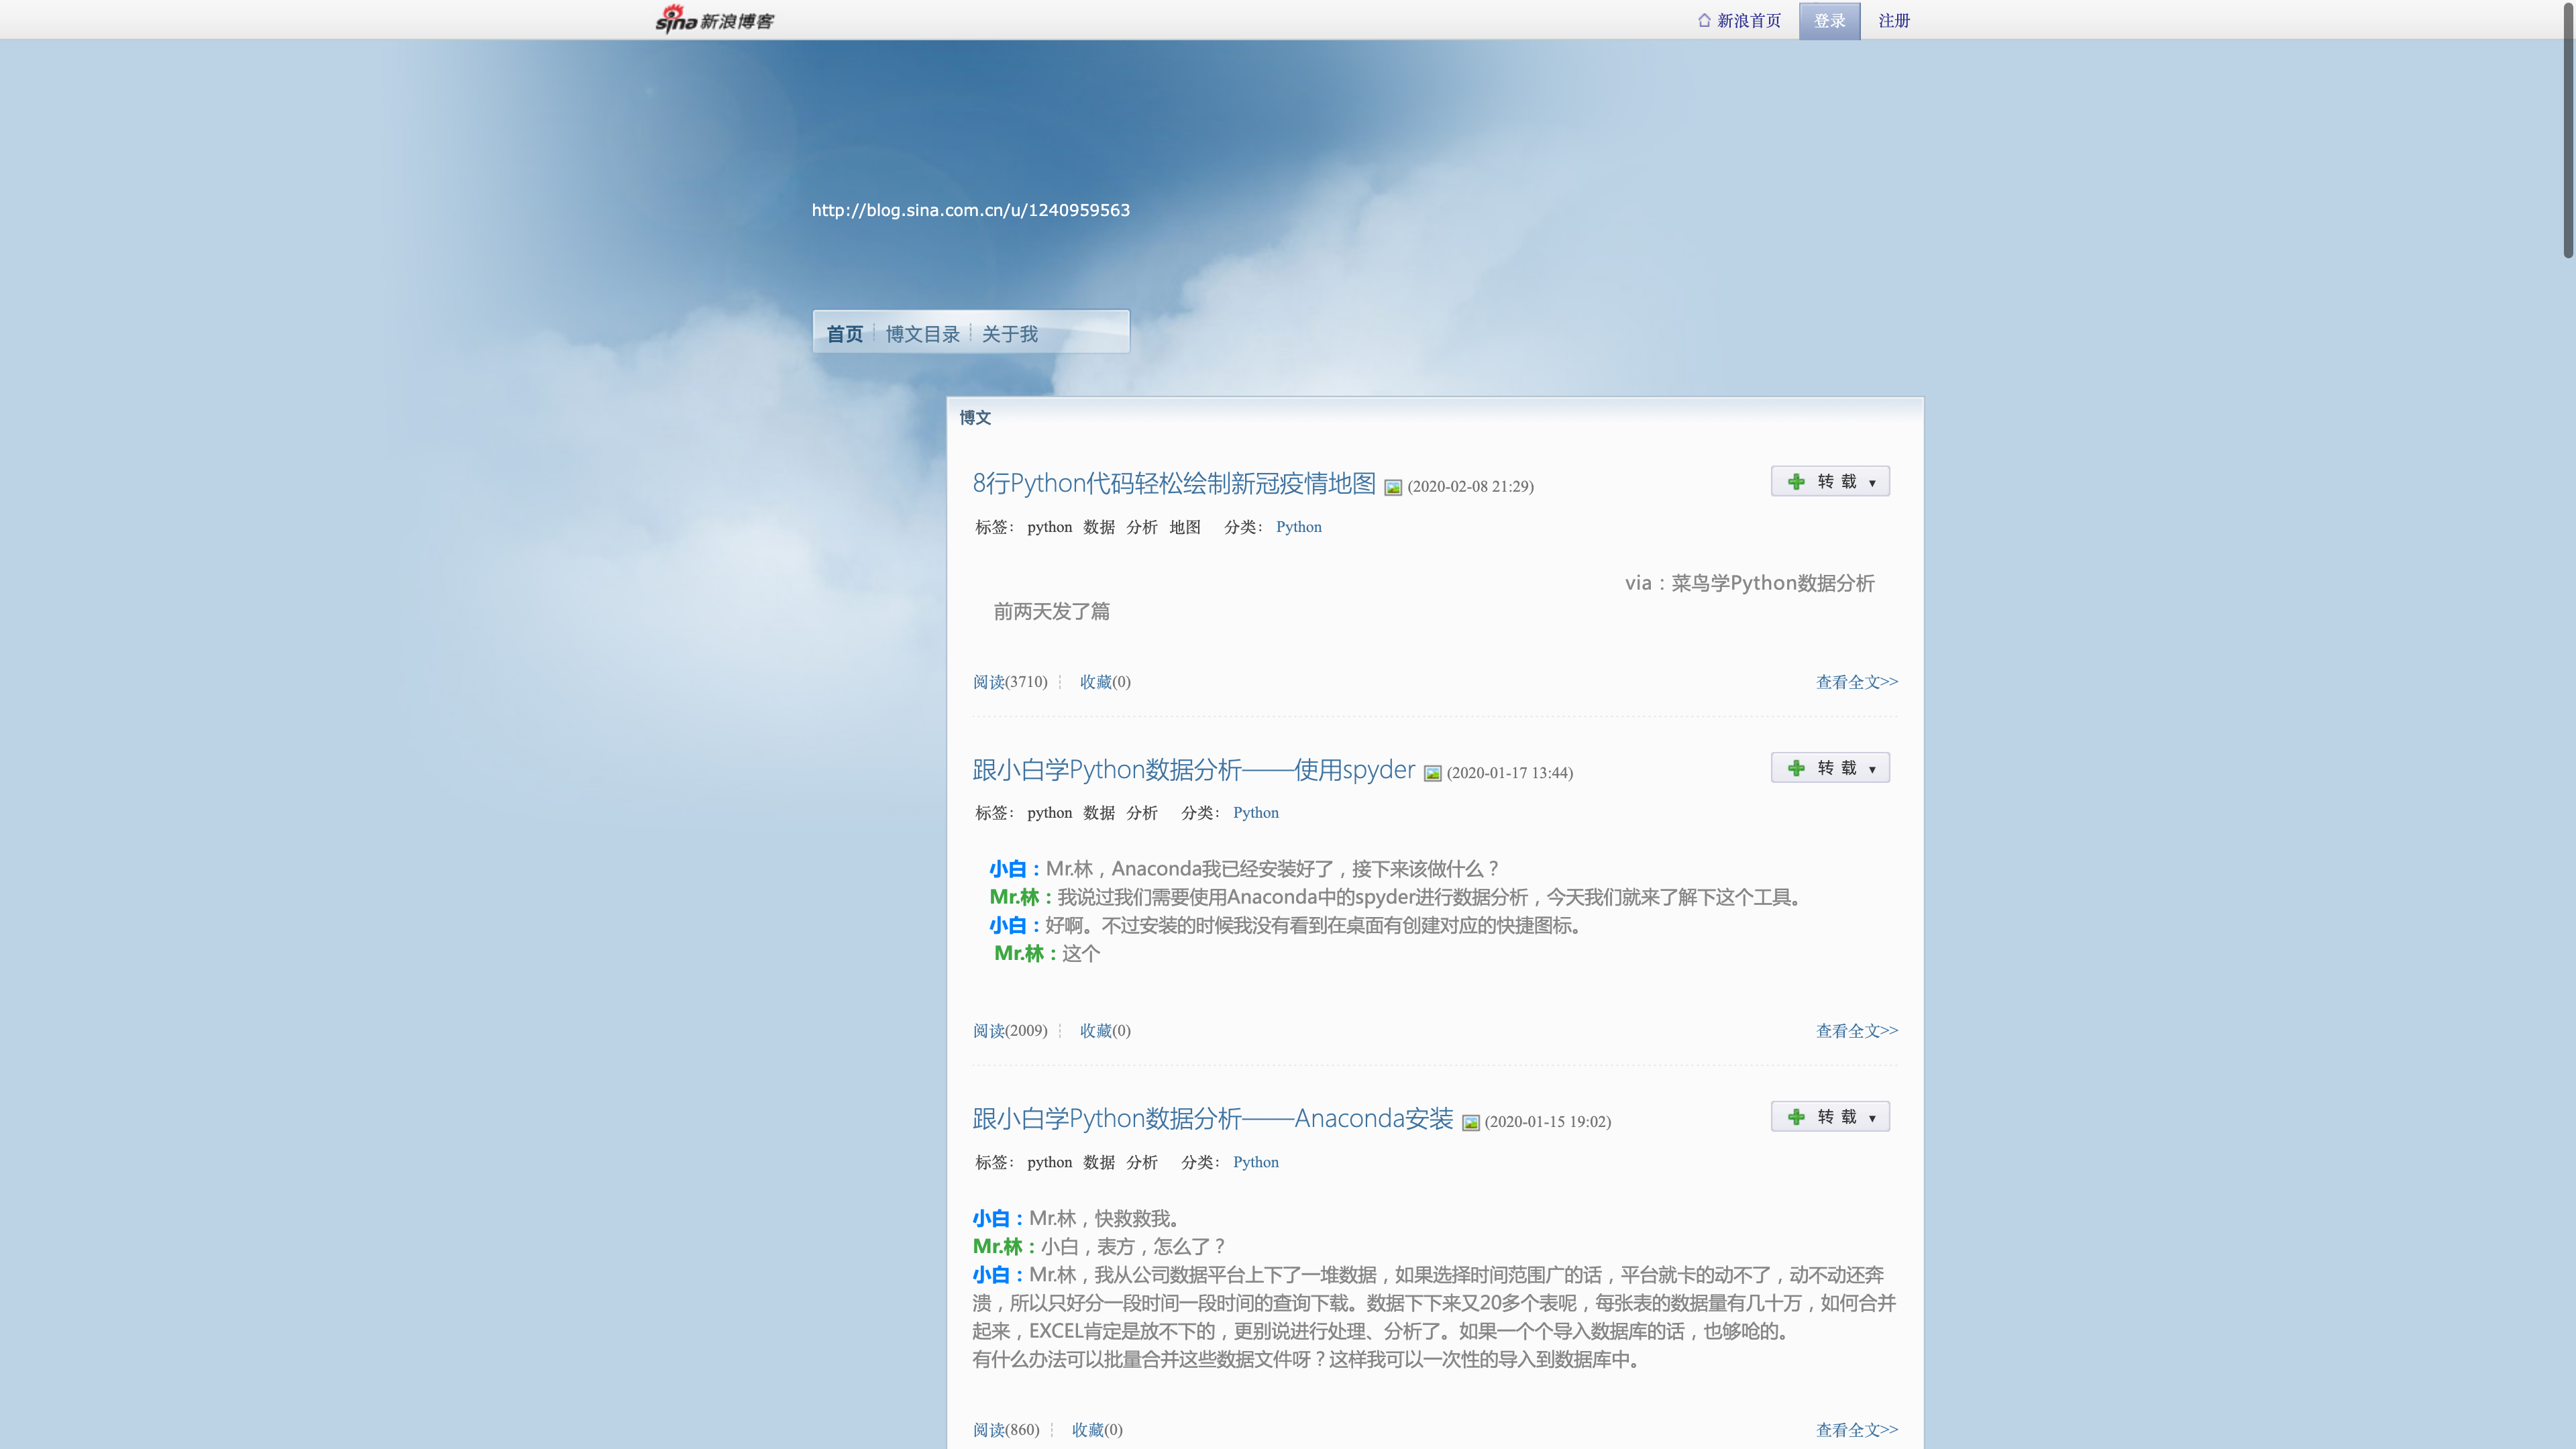 sina新浪博客
新浪首页 登录 注册
http://blog.sina.com.cn/u/1240959563
首页 博文目录 关于我
博文
8行Python代码轻松绘制新冠疫情地图 (2020-02-08 21:29) 转 载 ▼
标签： python 数据 分析 地图 分类： Python
via：菜鸟学Python数据分析
前两天发了篇
阅读(3710) 收藏(0) 查看全文>>
跟小白学Python数据分析——使用spyder (2020-01-17 13:44) 转 载 ▼
标签： python 数据 分析 分类： Python
小白：Mr.林，Anaconda我已经安装好了，接下来该做什么？
Mr.林：我说过我们需要使用Anaconda中的spyder进行数据分析，今天我们就来了解下这个工具。
小白：好啊。不过安装的时候我没有看到在桌面有创建对应的快捷图标。
Mr.林：这个
阅读(2009) 收藏(0) 查看全文>>
跟小白学Python数据分析——Anaconda安装 (2020-01-15 19:02) 转 载 ▼
标签： python 数据 分析 分类： Python
小白：Mr.林，快救救我。
Mr.林：小白，表方，怎么了？
小白：Mr.林，我从公司数据平台上下了一堆数据，如果选择时间范围广的话，平台就卡的动不了，动不动还奔
溃，所以只好分一段时间一段时间的查询下载。数据下下来又20多个表呢，每张表的数据量有几十万，如何合并
起来，EXCEL肯定是放不下的，更别说进行处理、分析了。如果一个个导入数据库的话，也够呛的。
有什么办法可以批量合并这些数据文件呀？这样我可以一次性的导入到数据库中。
阅读(860) 收藏(0) 查看全文>>